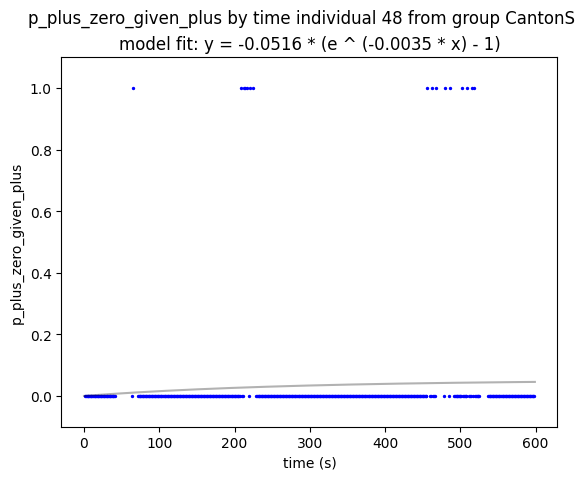 p_plus_zero_given_plus by time individual 48 from group CantonS
model fit: y = -0.0516 * (e ^ (-0.0035 * x) - 1)
p_plus_zero_given_plus
1.0
0.8
0.6
0.4
0.2
0.0
0 100 200 300 400 500 600
time (s)